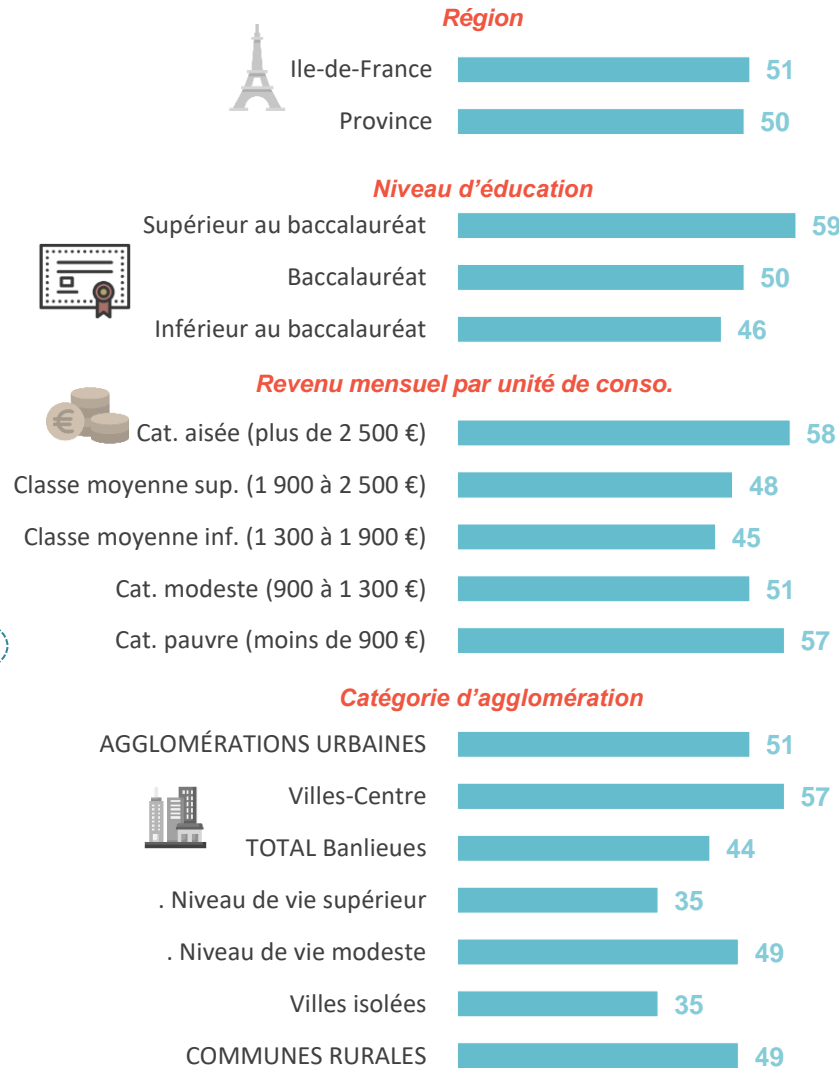 Région
Ile-de-France 51
Province 50
Niveau d'éducation
Supérieur au baccalauréat 59
Baccalauréat 50
Inférieur au baccalauréat 46
Revenu mensuel par unité de conso.
Cat. aisée (plus de 2 500 €) 58
Classe moyenne sup. (1 900 à 2 500 €) 48
Classe moyenne inf. (1 300 à 1 900 €) 45
Cat. modeste (900 à 1 300 €) 51
Cat. pauvre (moins de 900 €) 57
Catégorie d'agglomération
AGGLOMÉRATIONS URBAINES 51
Villes-Centre 57
TOTAL Banlieues 44
. Niveau de vie supérieur 35
. Niveau de vie modeste 49
Villes isolées 35
COMMUNES RURALES 49